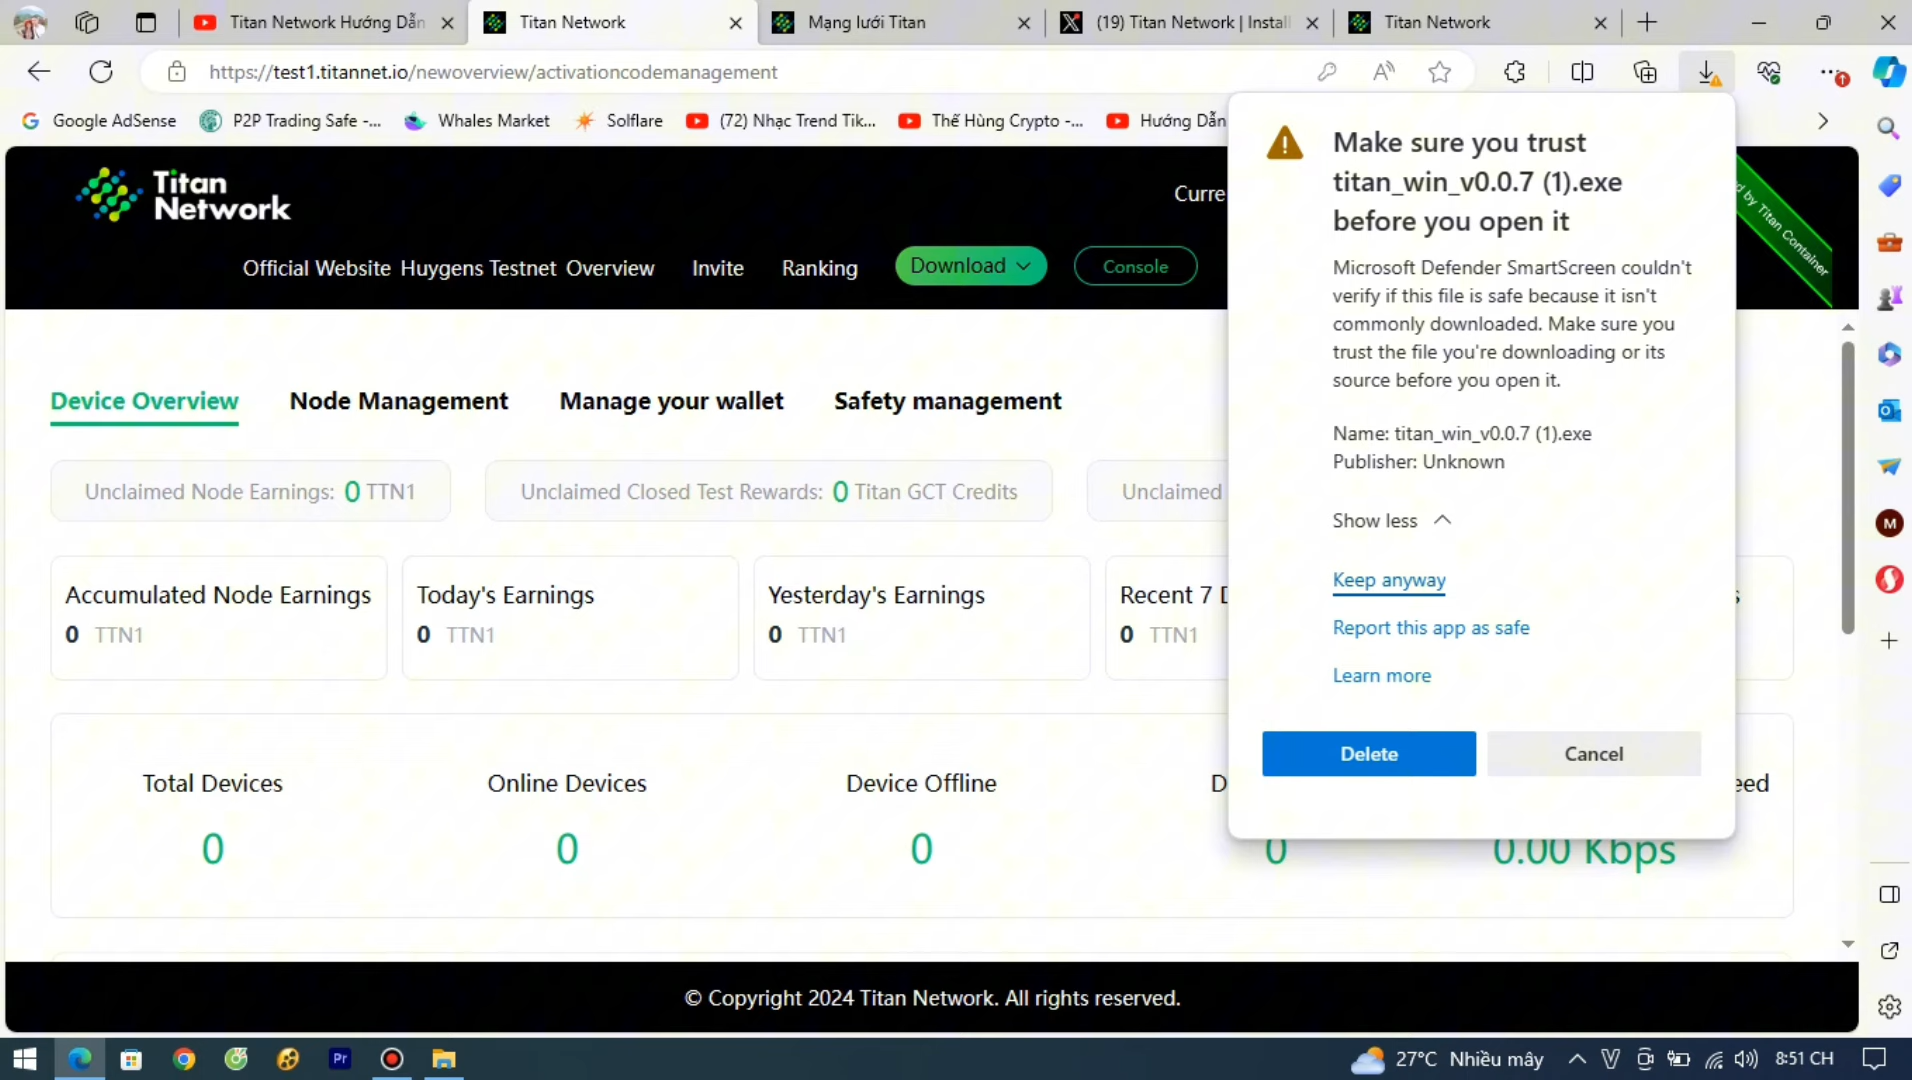 Titan Network Hướng Dẫn
Titan Network
Mạng lưới Titan
(19) Titan Network | Install
Titan Network
https://test1.titannet.io/newoverview/activationcodemanagement
Google AdSense
P2P Trading Safe -...
Whales Market
Solflare
(72) Nhạc Trend Tik...
Thế Hùng Crypto -...
Hướng Dẫn
Titan
Network
Curre
d by Titan Container
Official Website
Huygens Testnet
Overview
Invite
Ranking
Download
Console
Make sure you trust
titan_win_v0.0.7 (1).exe
before you open it
Microsoft Defender SmartScreen couldn't
verify if this file is safe because it isn't
commonly downloaded. Make sure you
trust the file you're downloading or its
source before you open it.
Name: titan_win_v0.0.7 (1).exe
Publisher: Unknown
Show less
Keep anyway
Report this app as safe
Learn more
Delete
Cancel
Device Overview
Node Management
Manage your wallet
Safety management
Unclaimed Node Earnings: 0 TTN1
Unclaimed Closed Test Rewards: 0 Titan GCT Credits
Unclaimed
Accumulated Node Earnings
0 TTN1
Today's Earnings
0 TTN1
Yesterday's Earnings
0 TTN1
Recent 7 D
0 TTN1
Total Devices
0
Online Devices
0
Device Offline
0
D
0
eed
0.00 Kbps
© Copyright 2024 Titan Network. All rights reserved.
M
Pr
27°C Nhiều mây
8:51 CH